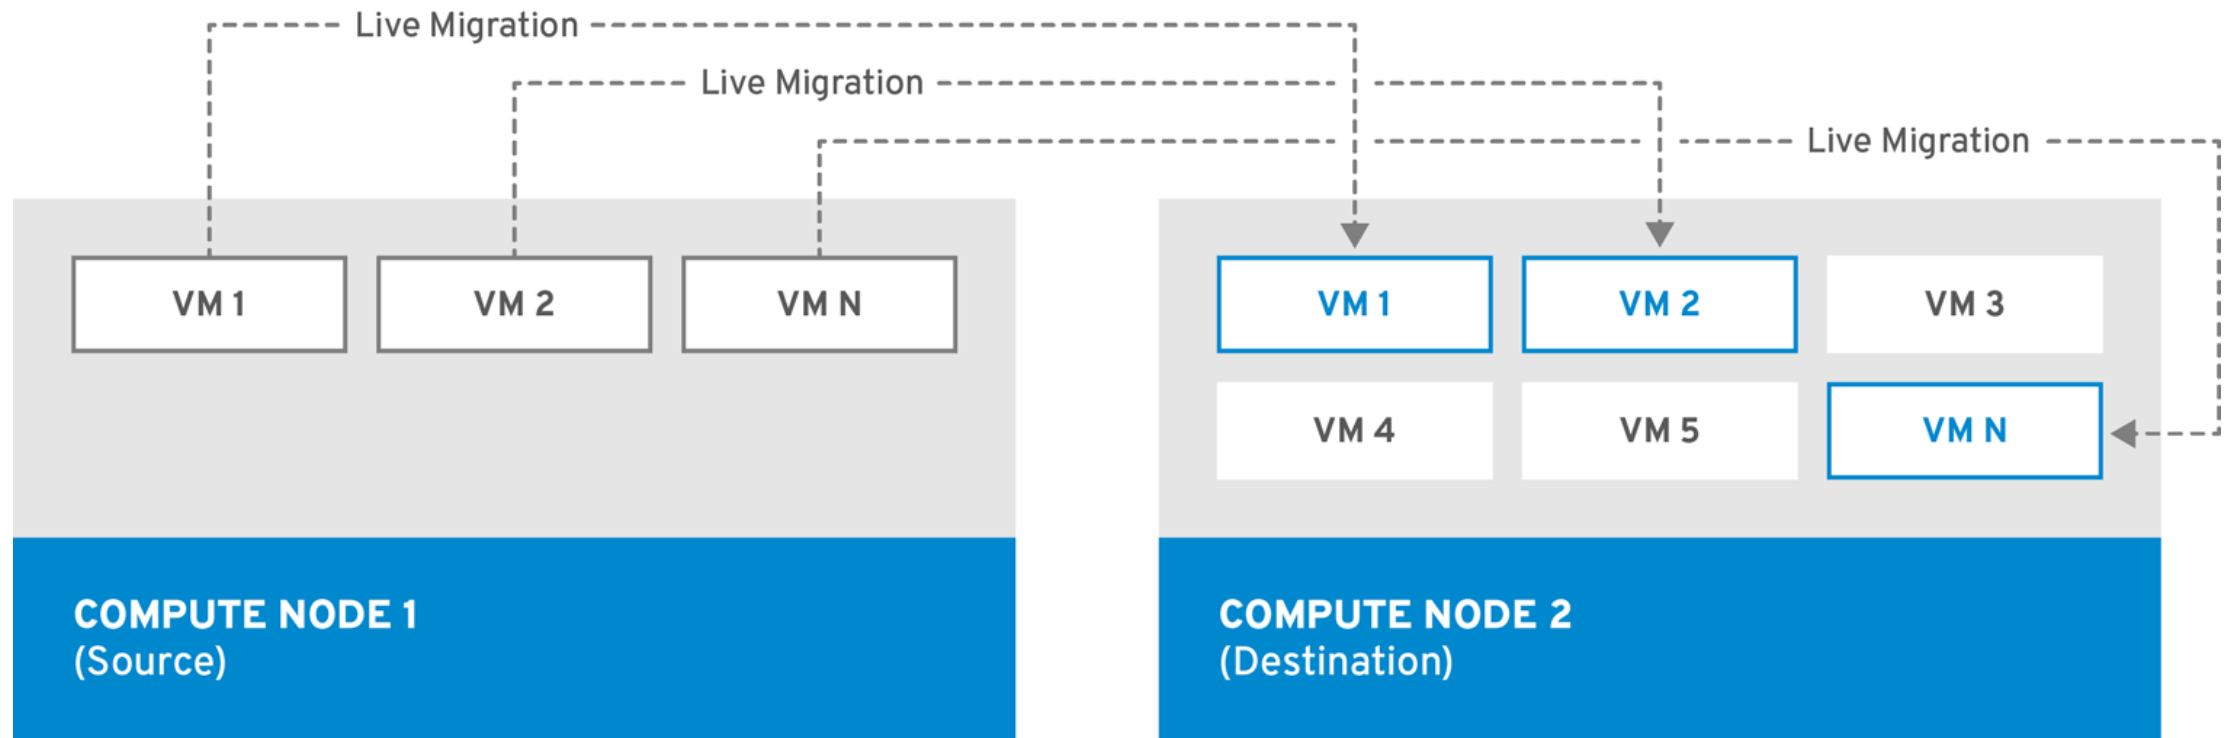 Live Migration
Live Migration
Live Migration
VM 1
VM 2
VM N
COMPUTE NODE 1
(Source)
VM 1
VM 2
VM 3
VM 4
VM 5
VM N
COMPUTE NODE 2
(Destination)